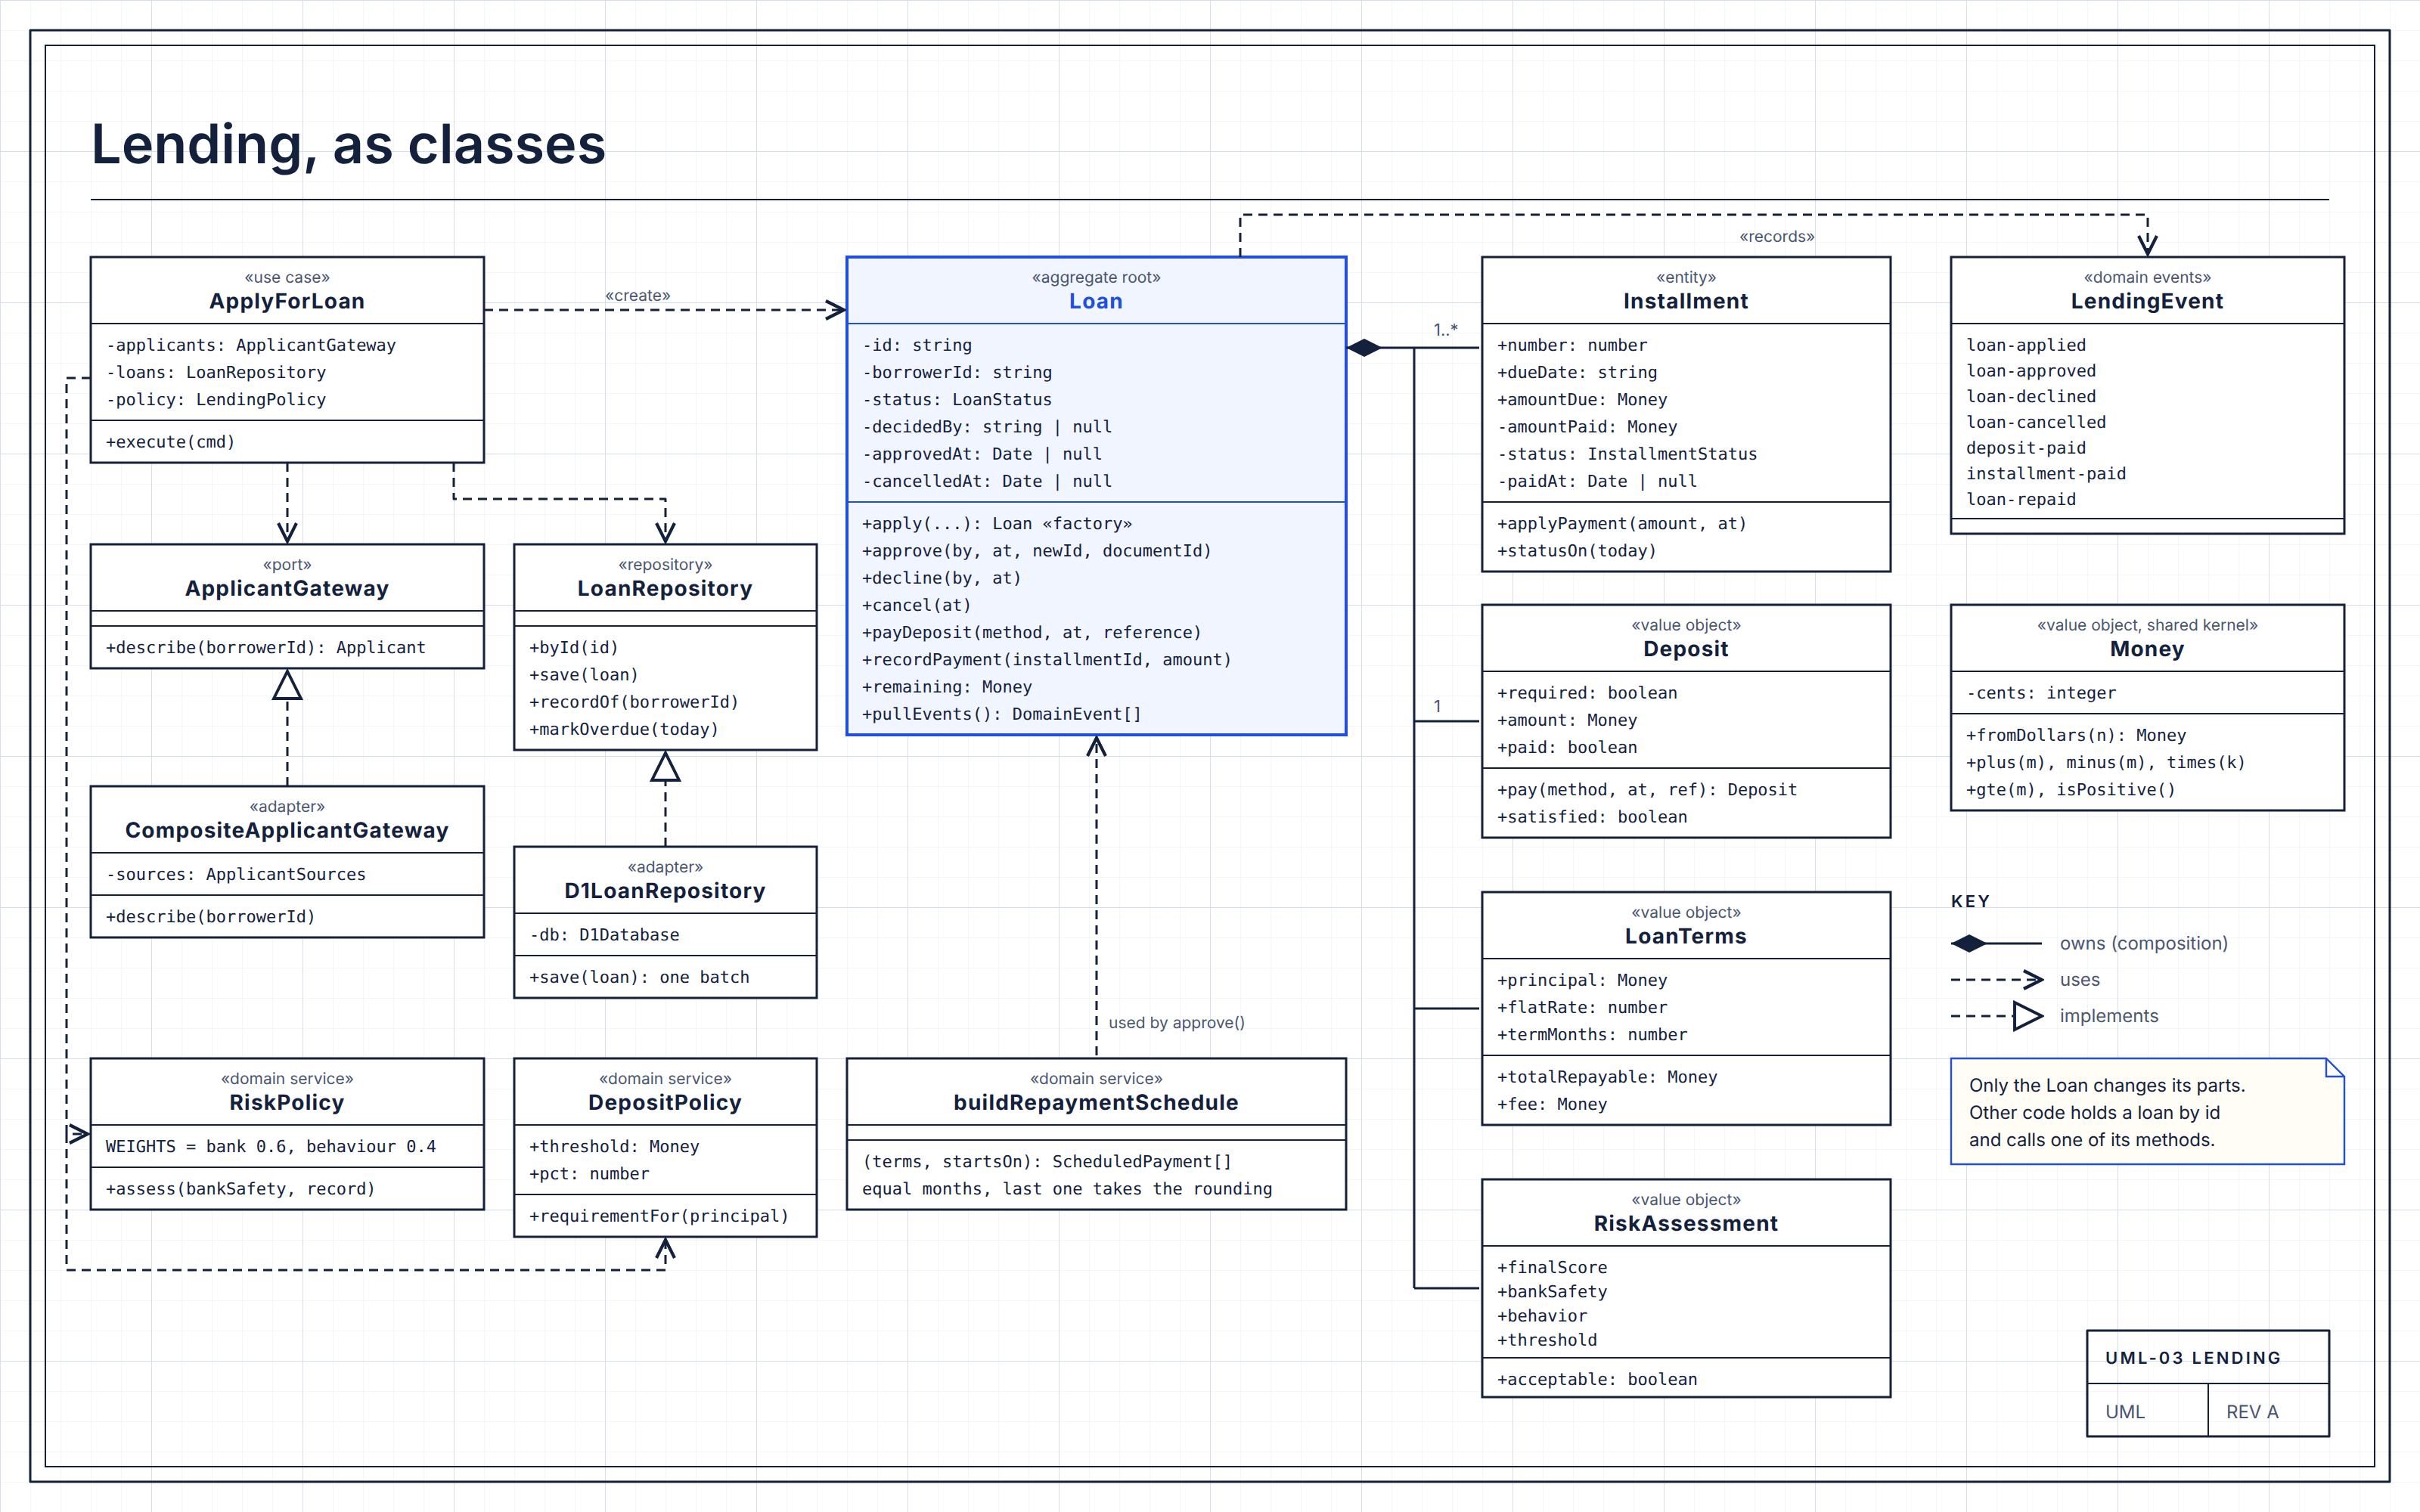 Lending, as classes
«records»
«use case»
ApplyForLoan
-applicants: ApplicantGateway
-loans: LoanRepository
-policy: LendingPolicy
+execute(cmd)
«create»
«aggregate root»
Loan
-id: string
-borrowerId: string
-status: LoanStatus
-decidedBy: string | null
-approvedAt: Date | null
-cancelledAt: Date | null
+apply(...): Loan «factory»
+approve(by, at, newId, documentId)
+decline(by, at)
+cancel(at)
+payDeposit(method, at, reference)
+recordPayment(installmentId, amount)
+remaining: Money
+pullEvents(): DomainEvent[]
1..*
1
«entity»
Installment
+number: number
+dueDate: string
+amountDue: Money
-amountPaid: Money
-status: InstallmentStatus
-paidAt: Date | null
+applyPayment(amount, at)
+statusOn(today)
«domain events»
LendingEvent
loan-applied
loan-approved
loan-declined
loan-cancelled
deposit-paid
installment-paid
loan-repaid
«port»
ApplicantGateway
+describe(borrowerId): Applicant
«repository»
LoanRepository
+byId(id)
+save(loan)
+recordOf(borrowerId)
+markOverdue(today)
«value object»
Deposit
+required: boolean
+amount: Money
+paid: boolean
+pay(method, at, ref): Deposit
+satisfied: boolean
«value object, shared kernel»
Money
-cents: integer
+fromDollars(n): Money
+plus(m), minus(m), times(k)
+gte(m), isPositive()
«adapter»
CompositeApplicantGateway
-sources: ApplicantSources
+describe(borrowerId)
«adapter»
D1LoanRepository
-db: D1Database
+save(loan): one batch
«value object»
LoanTerms
+principal: Money
+flatRate: number
+termMonths: number
+totalRepayable: Money
+fee: Money
KEY
owns (composition)
uses
implements
used by approve()
«domain service»
RiskPolicy
WEIGHTS = bank 0.6, behaviour 0.4
+assess(bankSafety, record)
«domain service»
DepositPolicy
+threshold: Money
+pct: number
+requirementFor(principal)
«domain service»
buildRepaymentSchedule
(terms, startsOn): ScheduledPayment[]
equal months, last one takes the rounding
Only the Loan changes its parts.
Other code holds a loan by id
and calls one of its methods.
«value object»
RiskAssessment
+finalScore
+bankSafety
+behavior
+threshold
+acceptable: boolean
UML-03 LENDING
UML
REV A